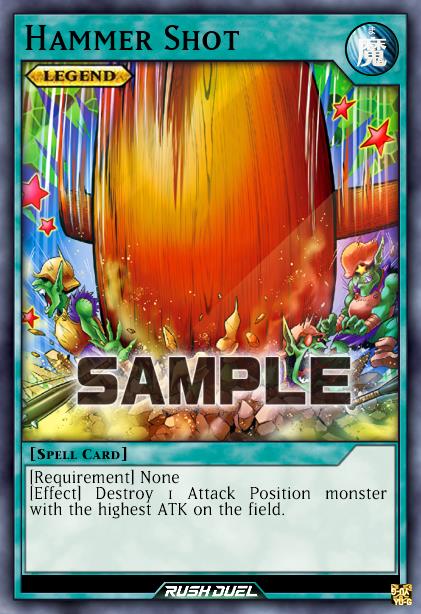 Hammer Shot
ま
魔
LEGEND
SAMPLE
[Spell Card]
[Requirement] None
[Effect] Destroy 1 Attack Position monster
with the highest ATK on the field.
RUSH DUEL